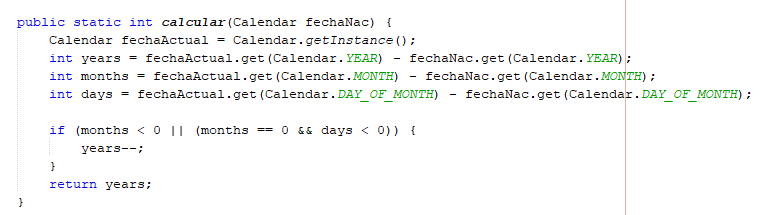 public static int calcular(Calendar fechaNac) {
Calendar fechaActual = Calendar.getInstance();
int years = fechaActual.get(Calendar.YEAR) - fechaNac.get(Calendar.YEAR);
int months = fechaActual.get(Calendar.MONTH) - fechaNac.get(Calendar.MONTH);
int days = fechaActual.get(Calendar.DAY_OF_MONTH) - fechaNac.get(Calendar.DAY_OF_MONTH);
if (months < 0 || (months == 0 && days < 0)) {
years--;
}
return years;
}